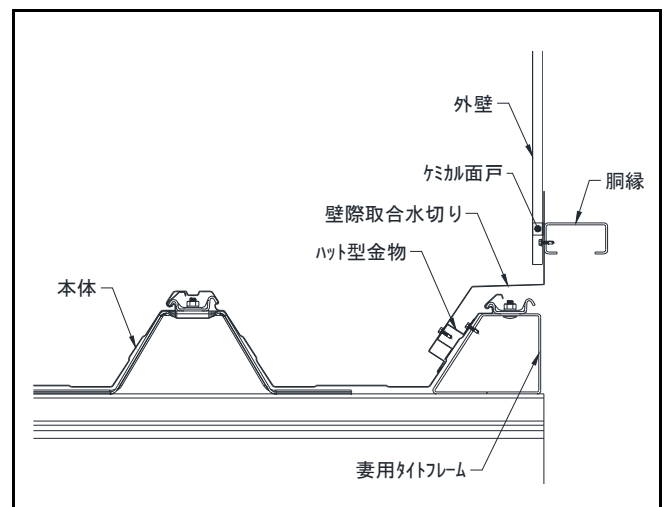 外壁
ｹﾐｶﾙ面戸
胴縁
壁際取合水切り
ﾊｯﾄ型金物
本体
妻用ﾀｲﾄﾌﾚｰﾑ